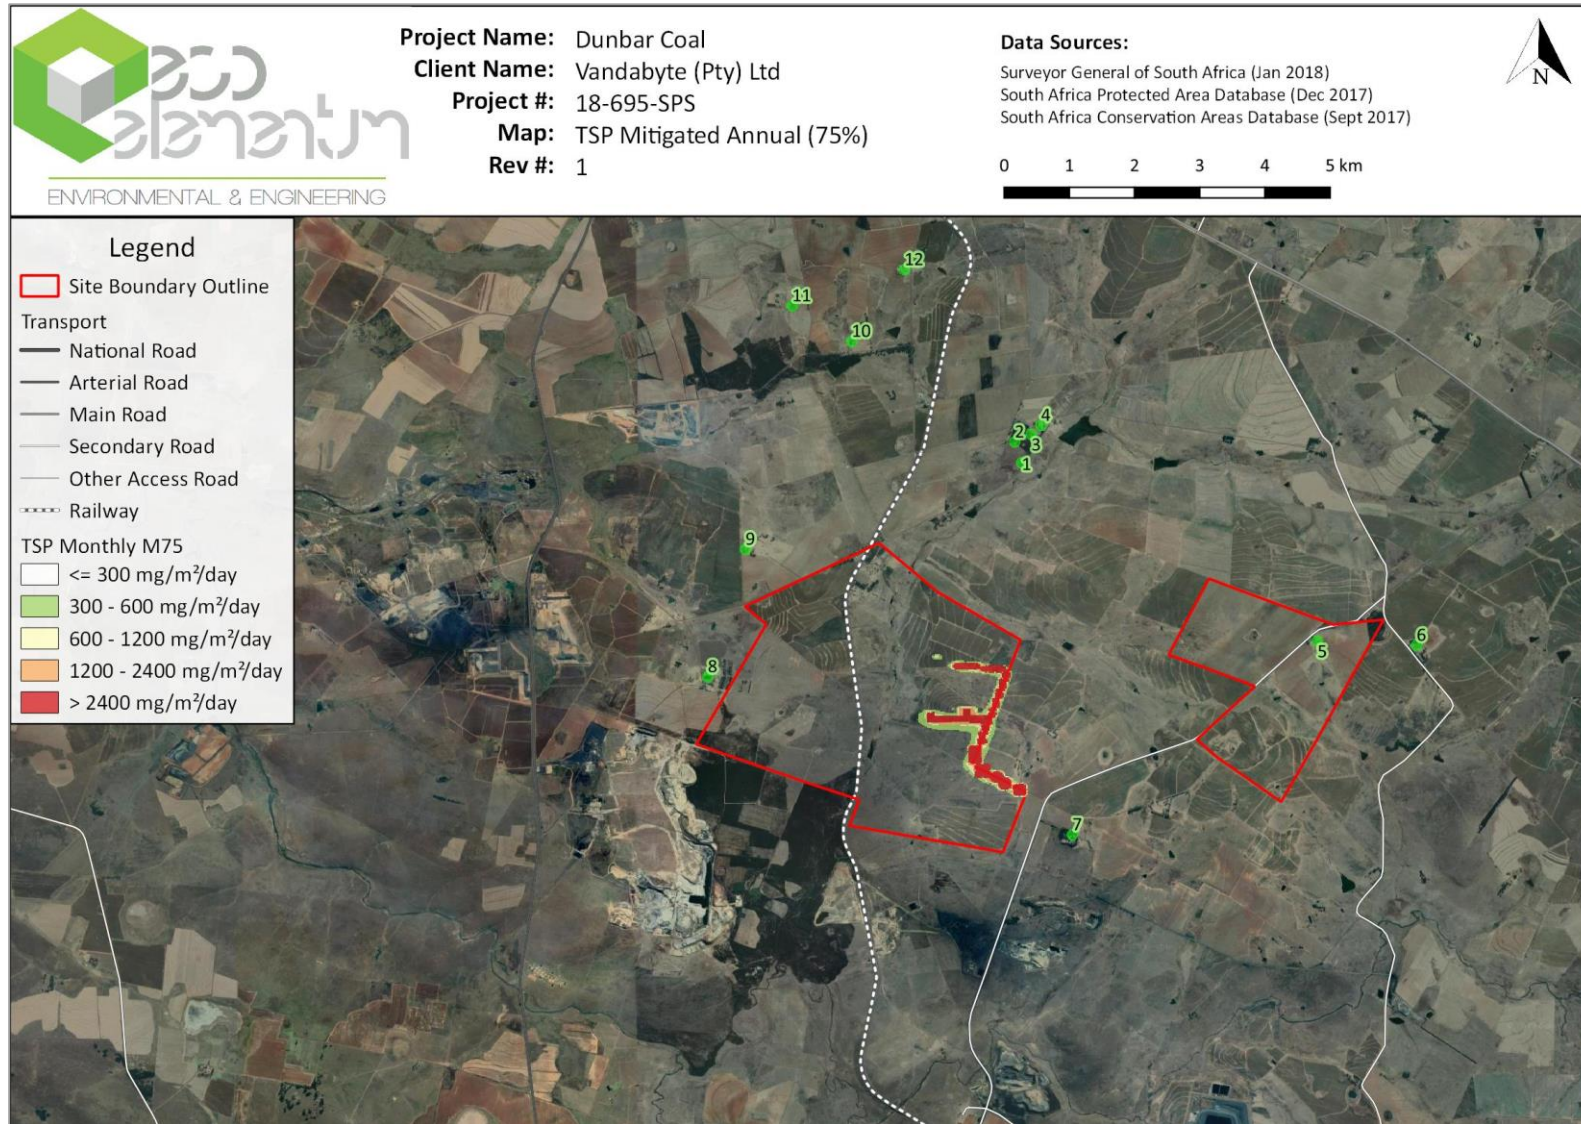 eco
elementum
ENVIRONMENTAL & ENGINEERING
Project Name: Dunbar Coal
Client Name: Vandabyte (Pty) Ltd
Project #: 18-695-SPS
Map: TSP Mitigated Annual (75%)
Rev #: 1
Data Sources:
Surveyor General of South Africa (Jan 2018)
South Africa Protected Area Database (Dec 2017)
South Africa Conservation Areas Database (Sept 2017)
0 1 2 3 4 5 km
N
Legend
Site Boundary Outline
Transport
National Road
Arterial Road
Main Road
Secondary Road
Other Access Road
Railway
TSP Monthly M75
<= 300 mg/m²/day
300 - 600 mg/m²/day
600 - 1200 mg/m²/day
1200 - 2400 mg/m²/day
> 2400 mg/m²/day
12
11
10
4
2
3
1
9
5
6
8
7